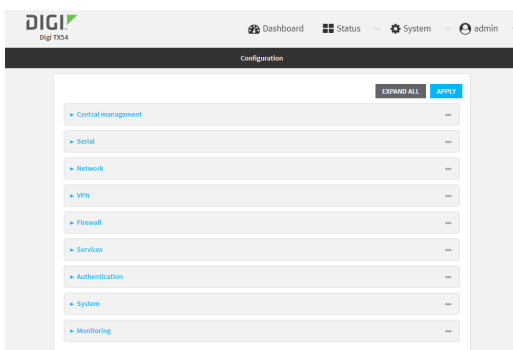 DIGI
Digi TX54
Dashboard Status System admin
Configuration
EXPAND ALL APPLY
Central management
Serial
Network
VPN
Firewall
Services
Authentication
System
Monitoring